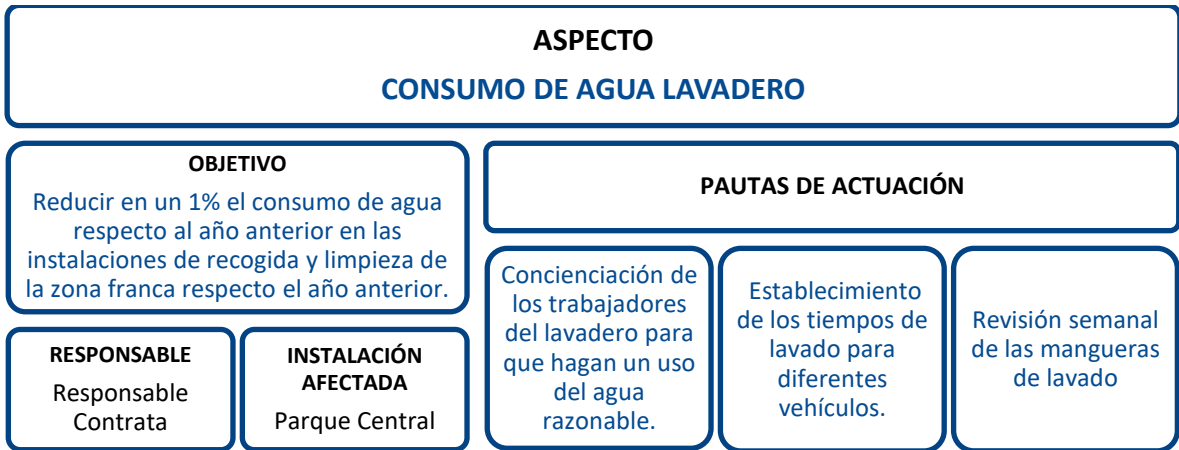 ASPECTO
CONSUMO DE AGUA LAVADERO
OBJETIVO
Reducir en un 1% el consumo de agua
respecto al año anterior en las
instalaciones de recogida y limpieza de
la zona franca respecto el año anterior.
RESPONSABLE
Responsable
Contrata
INSTALACIÓN
AFECTADA
Parque Central
PAUTAS DE ACTUACIÓN
Concienciación de
los trabajadores
del lavadero para
que hagan un uso
del agua
razonable.
Establecimiento
de los tiempos de
lavado para
diferentes
vehículos.
Revisión semanal
de las mangueras
de lavado